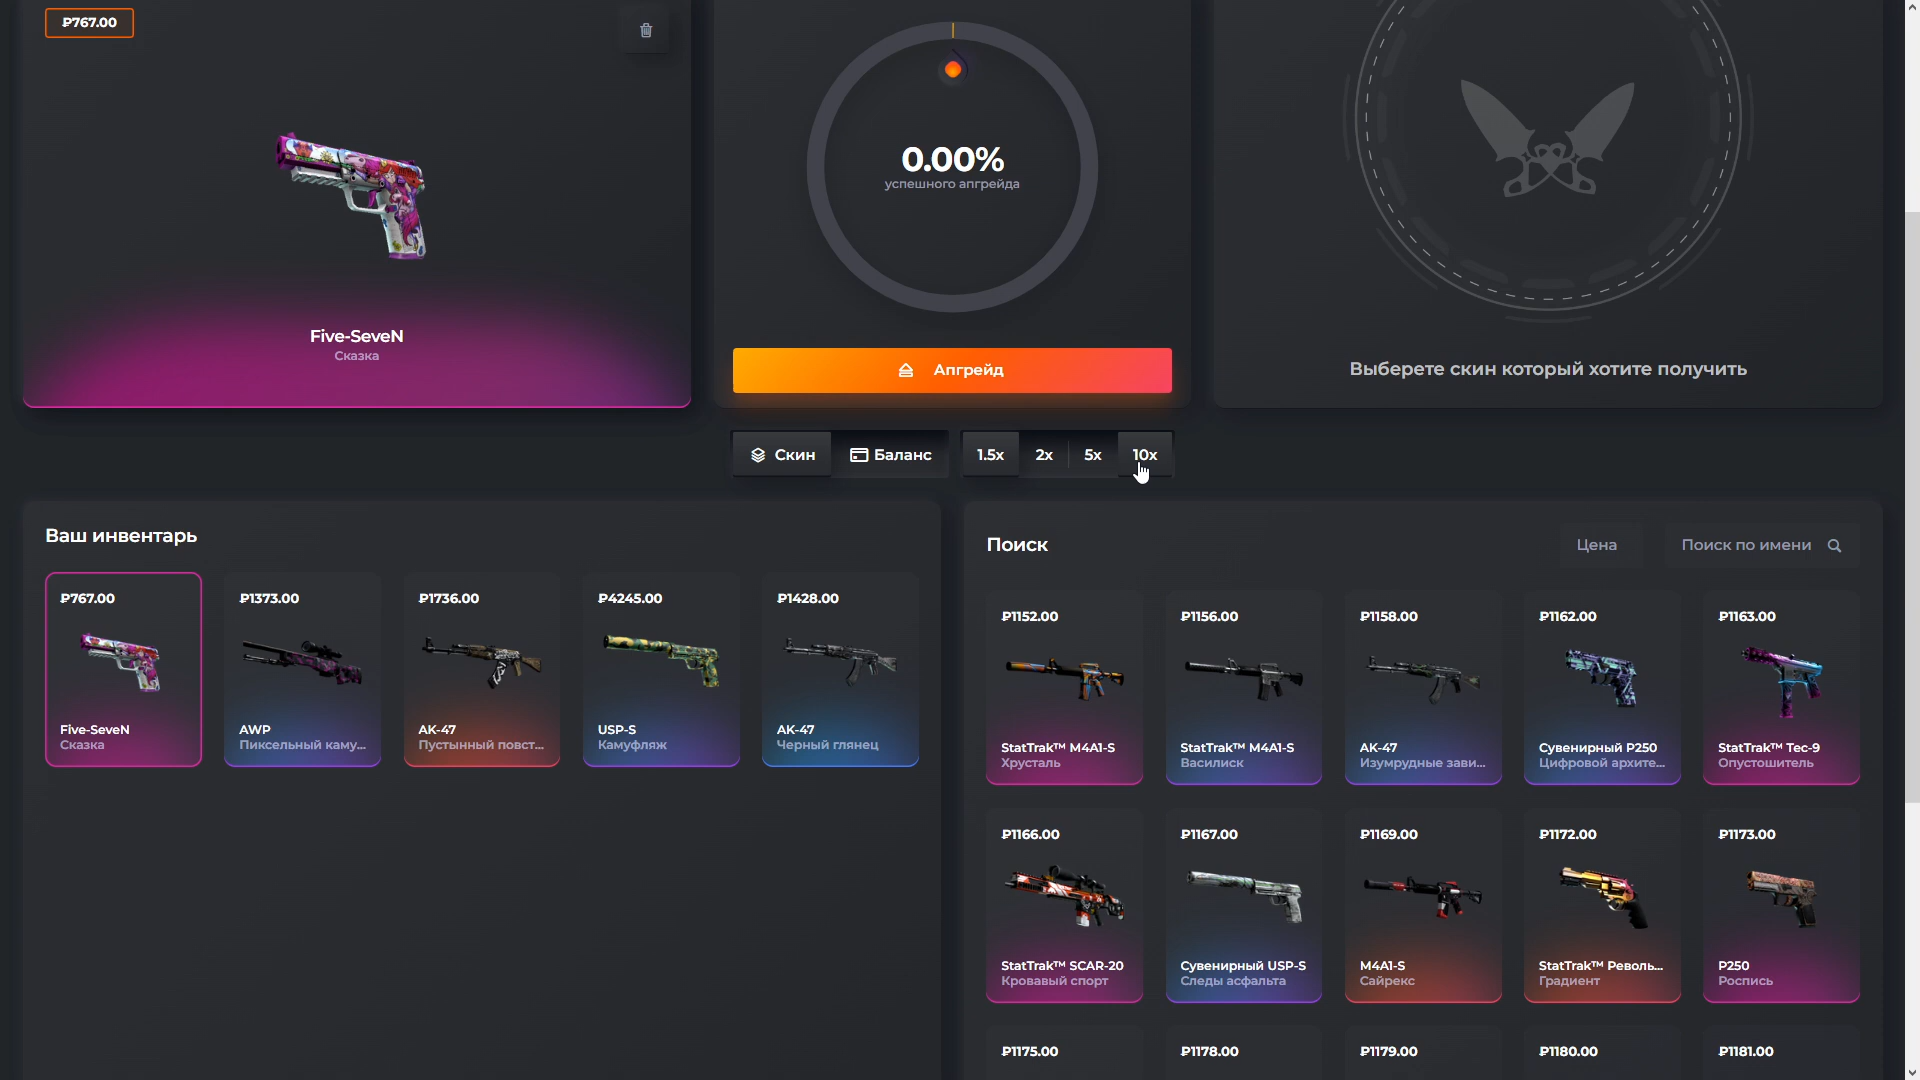 ₽767.00
0.00%
успешного апгрейда
Five-SeveN
Сказка
Апгрейд
Выберете скин который хотите получить
Скин
Баланс
1.5x
2x
5x
10x
Ваш инвентарь
₽767.00
Five-SeveN
Сказка
₽1373.00
AWP
Пиксельный каму...
₽1736.00
AK-47
Пустынный повст...
₽4245.00
USP-S
Камуфляж
₽1428.00
AK-47
Черный глянец
Поиск
Цена
Поиск по имени
₽1152.00
StatTrak™ M4A1-S
Хрусталь
₽1156.00
StatTrak™ M4A1-S
Василиск
₽1158.00
AK-47
Изумрудные зави...
₽1162.00
Сувенирный P250
Цифровой архите...
₽1163.00
StatTrak™ Tec-9
Опустошитель
₽1166.00
StatTrak™ SCAR-20
Кровавый спорт
₽1167.00
Сувенирный USP-S
Следы асфальта
₽1169.00
M4A1-S
Сайрекс
₽1172.00
StatTrak™ Револь...
Градиент
₽1173.00
P250
Роспись
₽1175.00
₽1178.00
₽1179.00
₽1180.00
₽1181.00